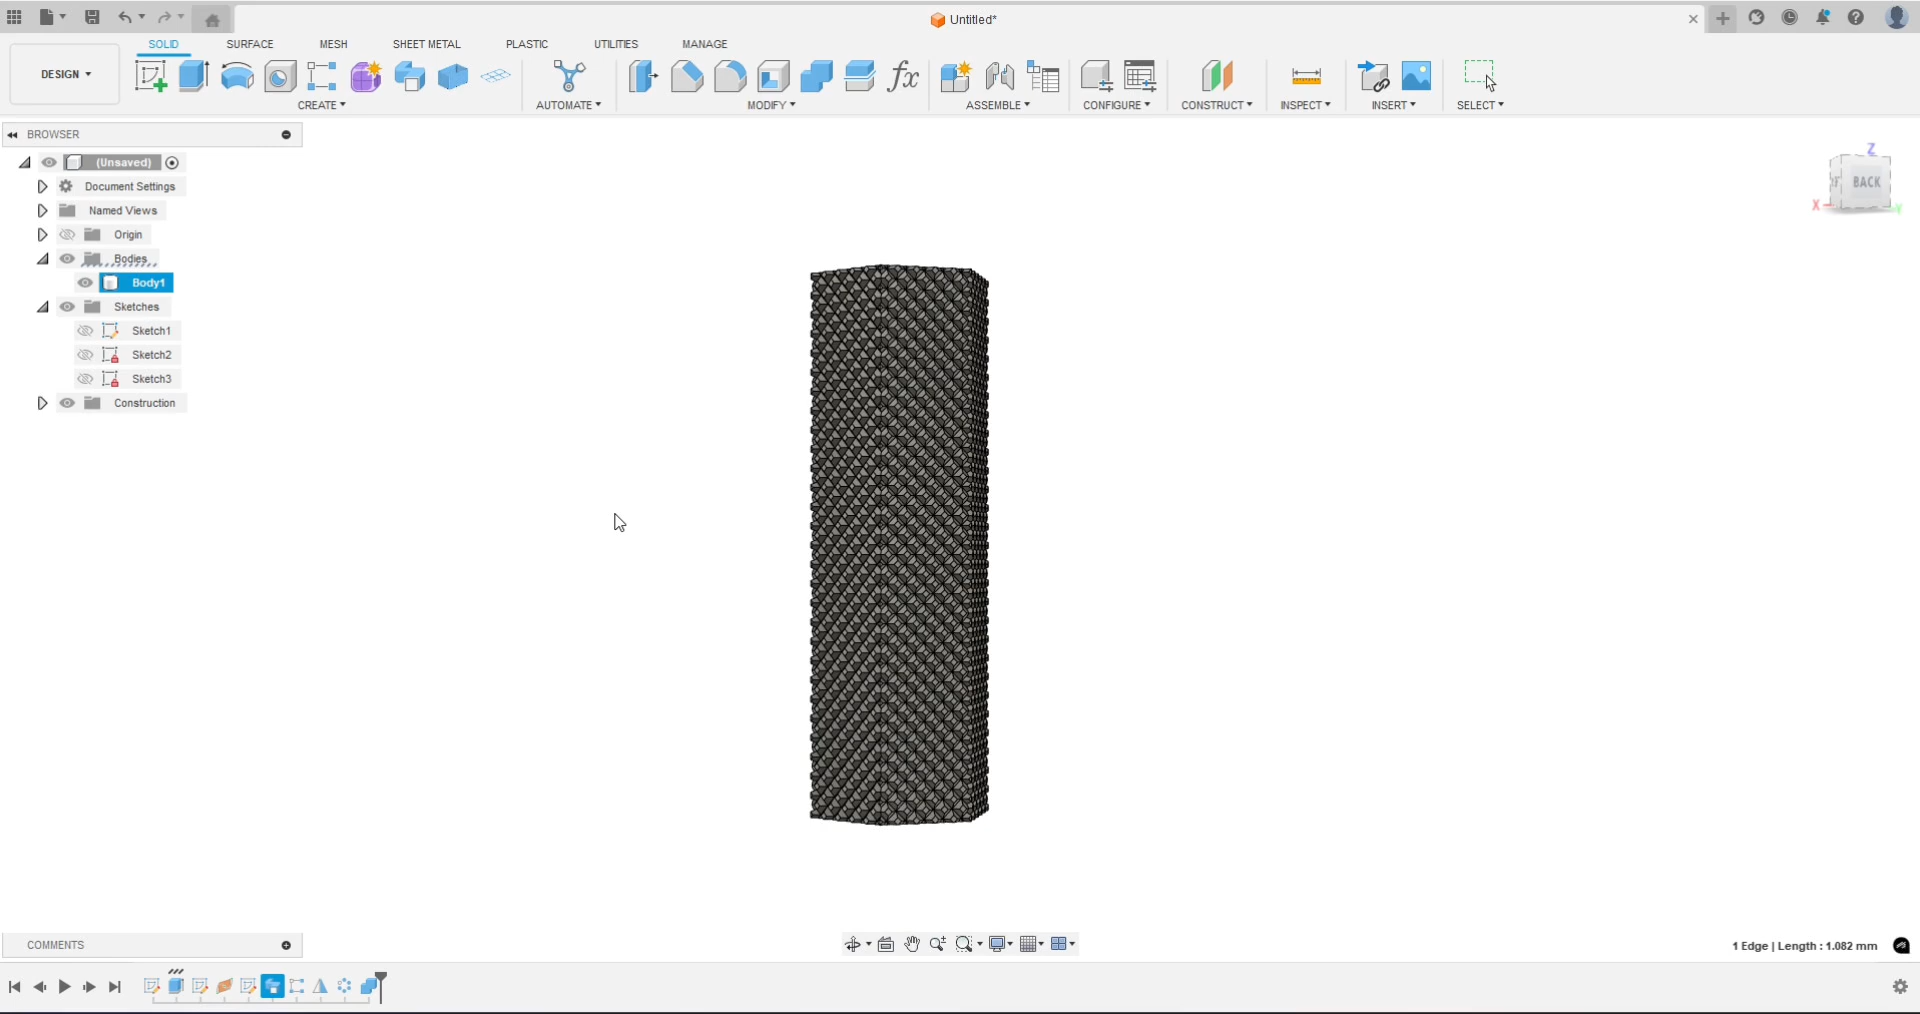 Untitled*
SOLID SURFACE MESH SHEET METAL PLASTIC UTILITIES MANAGE
DESIGN
CREATE AUTOMATE MODIFY fx ASSEMBLE CONFIGURE CONSTRUCT INSPECT INSERT SELECT
BROWSER
(Unsaved)
Document Settings
Named Views
Origin
Bodies
Body1
Sketches
Sketch1
Sketch2
Sketch3
Construction
Z
BACK
X
Y
COMMENTS
1 Edge | Length : 1.082 mm